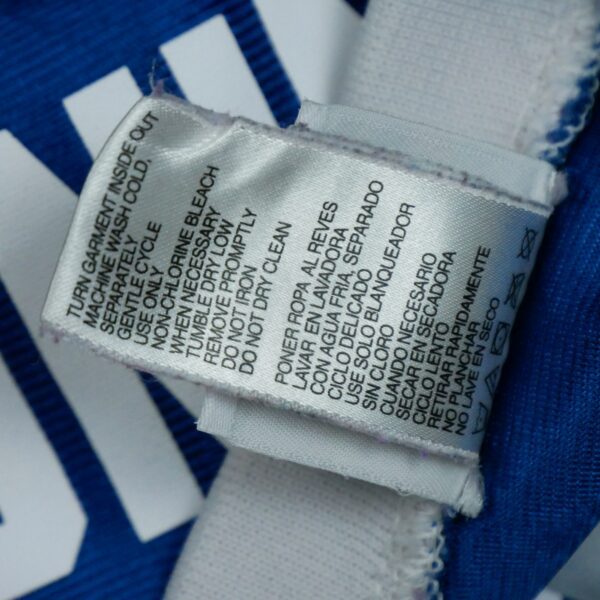 TURN GARMENT INSIDE OUT
MACHINE WASH COLD,
SEPARATELY
GENTLE CYCLE
USE ONLY
NON-CHLORINE BLEACH
WHEN NECESSARY
TUMBLE DRY LOW
REMOVE PROMPTLY
DO NOT IRON
DO NOT DRY CLEAN
PONER ROPA AL REVES
LAVAR EN LAVADORA
CON AGUA FRIA, SEPARADO
CICLO DELICADO
USE SOLO BLANQUEADOR
SIN CLORO
CUANDO NECESARIO
SECAR EN SECADORA
CICLO LENTO
RETIRAR RAPIDAMENTE
NO PLANCHAR
NO LAVE EN SECO